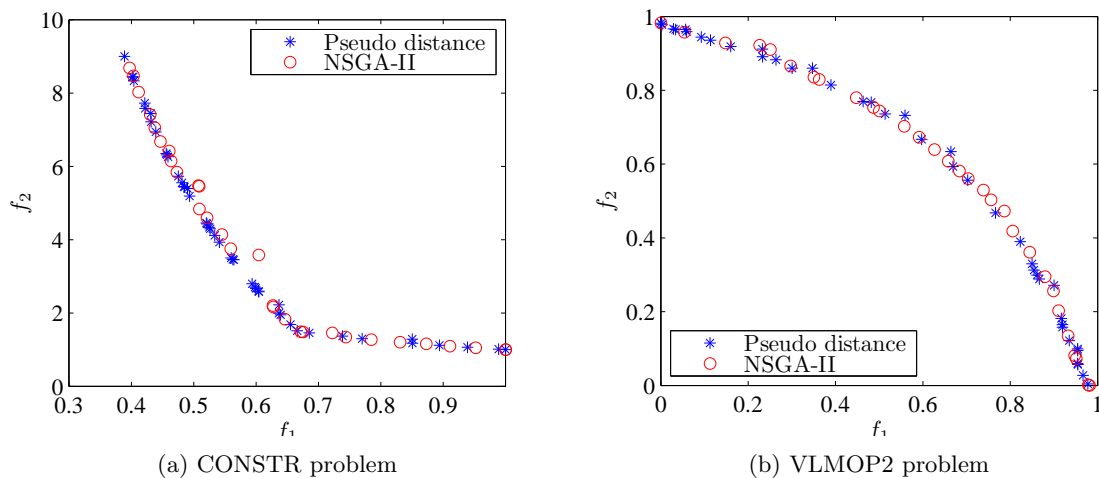 10
8
6
4
2
0
f2
0.3 0.4 0.5 0.6 0.7 0.8 0.9
f1
Pseudo distance
NSGA-II
(a) CONSTR problem
1
0.8
0.6
0.4
0.2
0
f2
0 0.2 0.4 0.6 0.8 1
f1
Pseudo distance
NSGA-II
(b) VLMOP2 problem